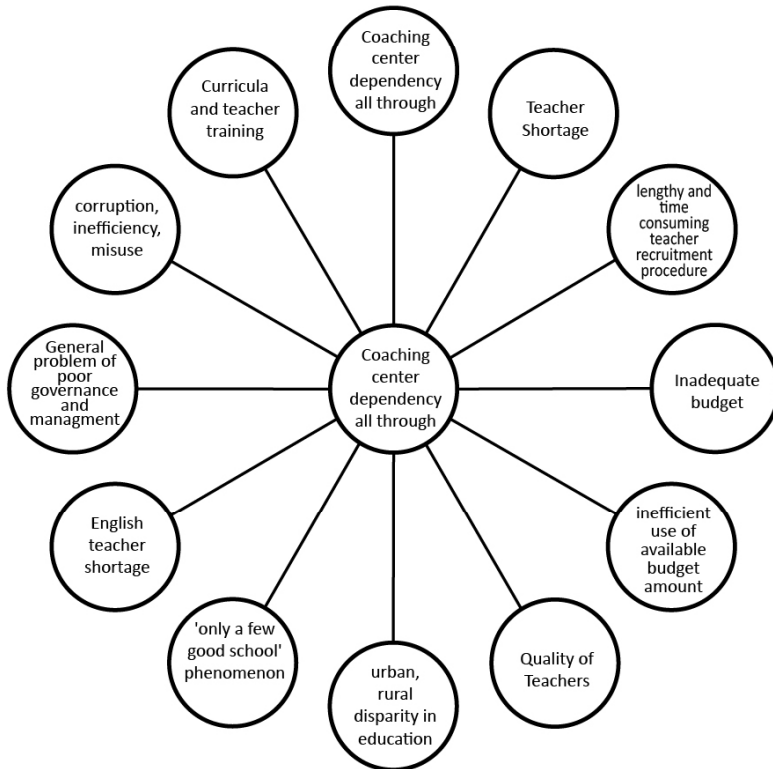 Coaching
center
dependency
all through
Teacher
Shortage
lengthy and
time
consuming
teacher
recruitment
procedure
Inadequate
budget
inefficient
use of
available
budget
amount
Quality of
Teachers
urban,
rural
disparity in
education
'only a few
good school'
phenomenon
English
teacher
shortage
General
problem of
poor
governance
and
managment
corruption,
inefficiency,
misuse
Curricula
and teacher
training
Coaching
center
dependency
all through